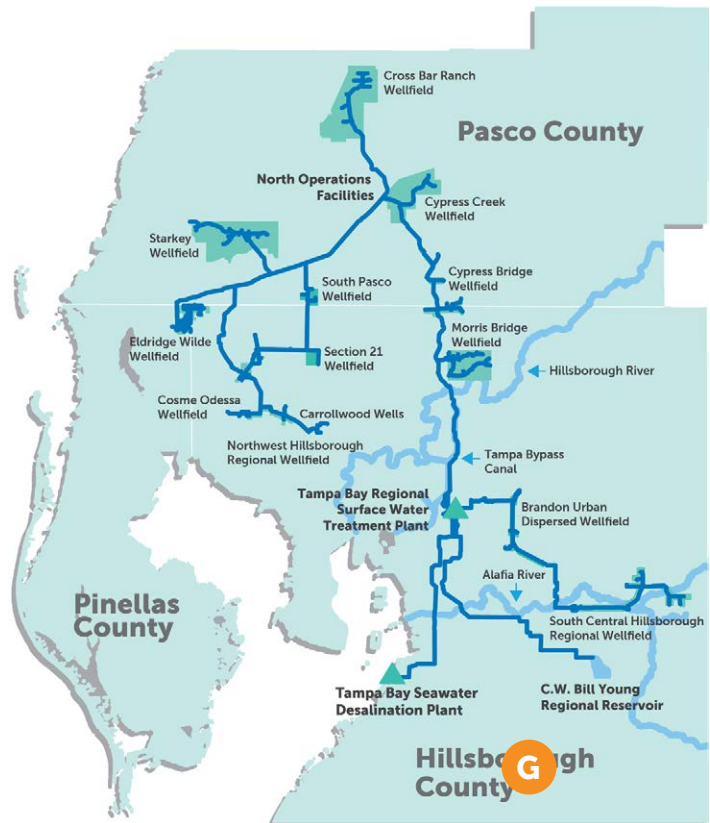 Cross Bar Ranch
Wellfield
Pasco County
North Operations
Facilities
Cypress Creek
Wellfield
Starkey
Wellfield
South Pasco
Wellfield
Cypress Bridge
Wellfield
Eldridge Wilde
Wellfield
Section 21
Wellfield
Morris Bridge
Wellfield
Hillsborough River
Cosme Odessa
Wellfield
Carrollwood Wells
Northwest Hillsborough
Regional Wellfield
Tampa Bypass
Canal
Tampa Bay Regional
Surface Water
Treatment Plant
Brandon Urban
Dispersed Wellfield
Alafia River
Pinellas
County
South Central Hillsborough
Regional Wellfield
Tampa Bay Seawater
Desalination Plant
C.W. Bill Young
Regional Reservoir
G
County